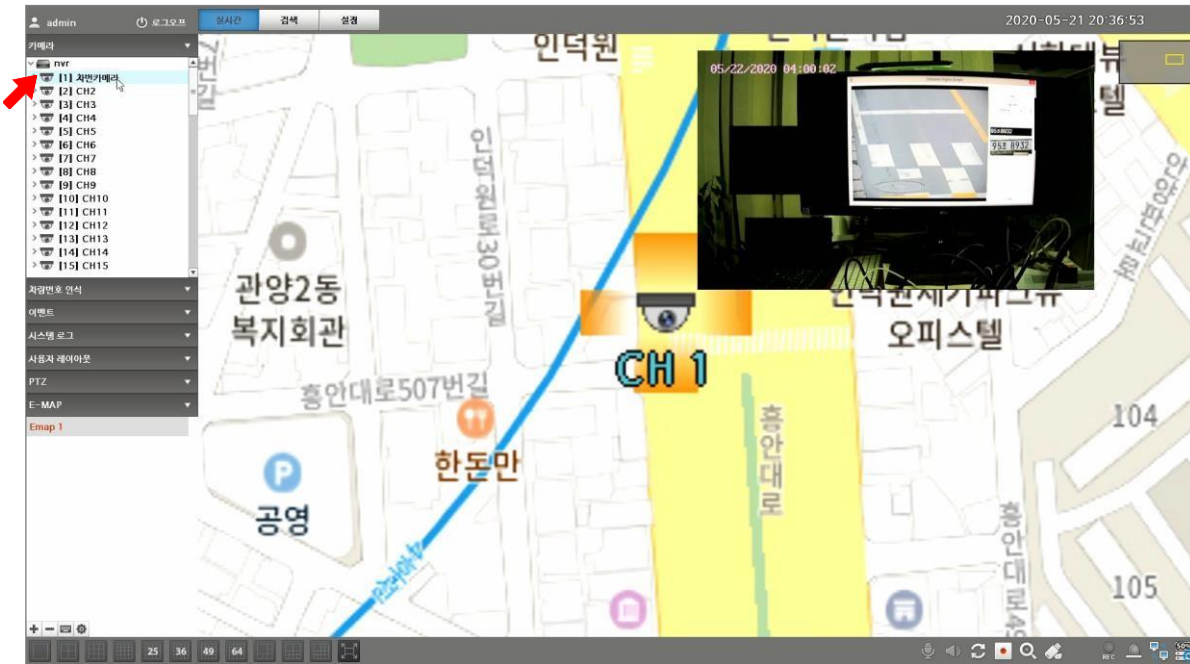 admin
로그오프
실시간
검색
설정
2020-05-21 20:36:53
카메라
nvr
[1] 차번카메라
[2] CH2
[3] CH3
[4] CH4
[5] CH5
[6] CH6
[7] CH7
[8] CH8
[9] CH9
[10] CH10
[11] CH11
[12] CH12
[13] CH13
[14] CH14
[15] CH15
차량번호 인식
이벤트
시스템 로그
사용자 레이아웃
PTZ
E-MAP
Emap 1
인덕원
05/22/2020 04:00:02
8932
인덕원로30번길
관양2동
복지회관
CH 1
오피스텔
흥안대로507번길
한돈만
흥안대로
104
공영
105
25
36
49
64
REC
50%